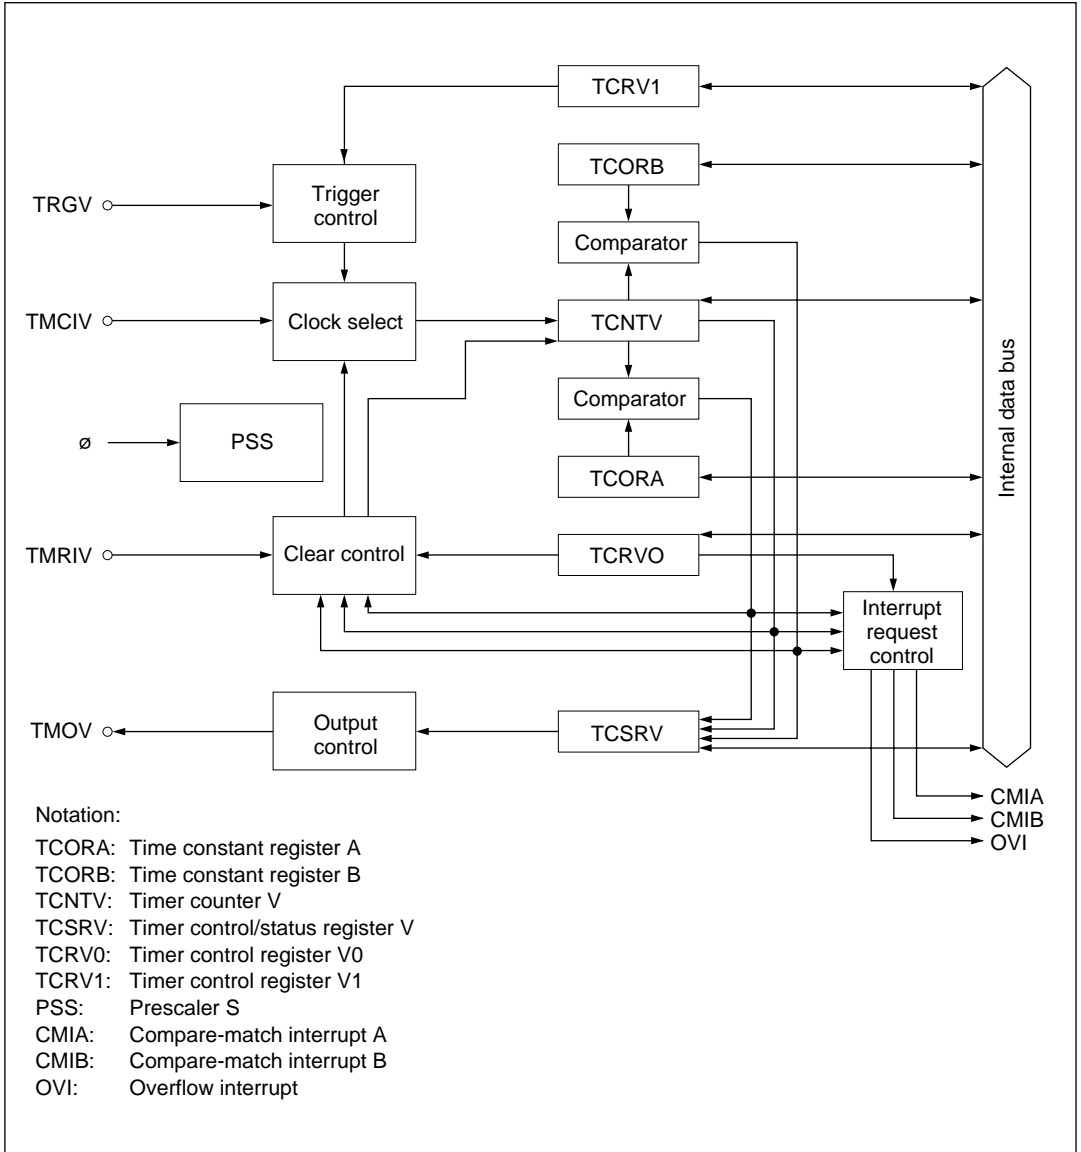 TCRV1
TCORB
TRGV
Trigger
control
Comparator
TMCIV
Clock select
TCNTV
Internal data bus
Comparator
ø
PSS
TCORA
TMRIV
Clear control
TCRVO
Interrupt
request
control
TMOV
Output
control
TCSRV
CMIA
CMIB
OVI
Notation:
TCORA: Time constant register A
TCORB: Time constant register B
TCNTV: Timer counter V
TCSRV: Timer control/status register V
TCRV0: Timer control register V0
TCRV1: Timer control register V1
PSS: Prescaler S
CMIA: Compare-match interrupt A
CMIB: Compare-match interrupt B
OVI: Overflow interrupt